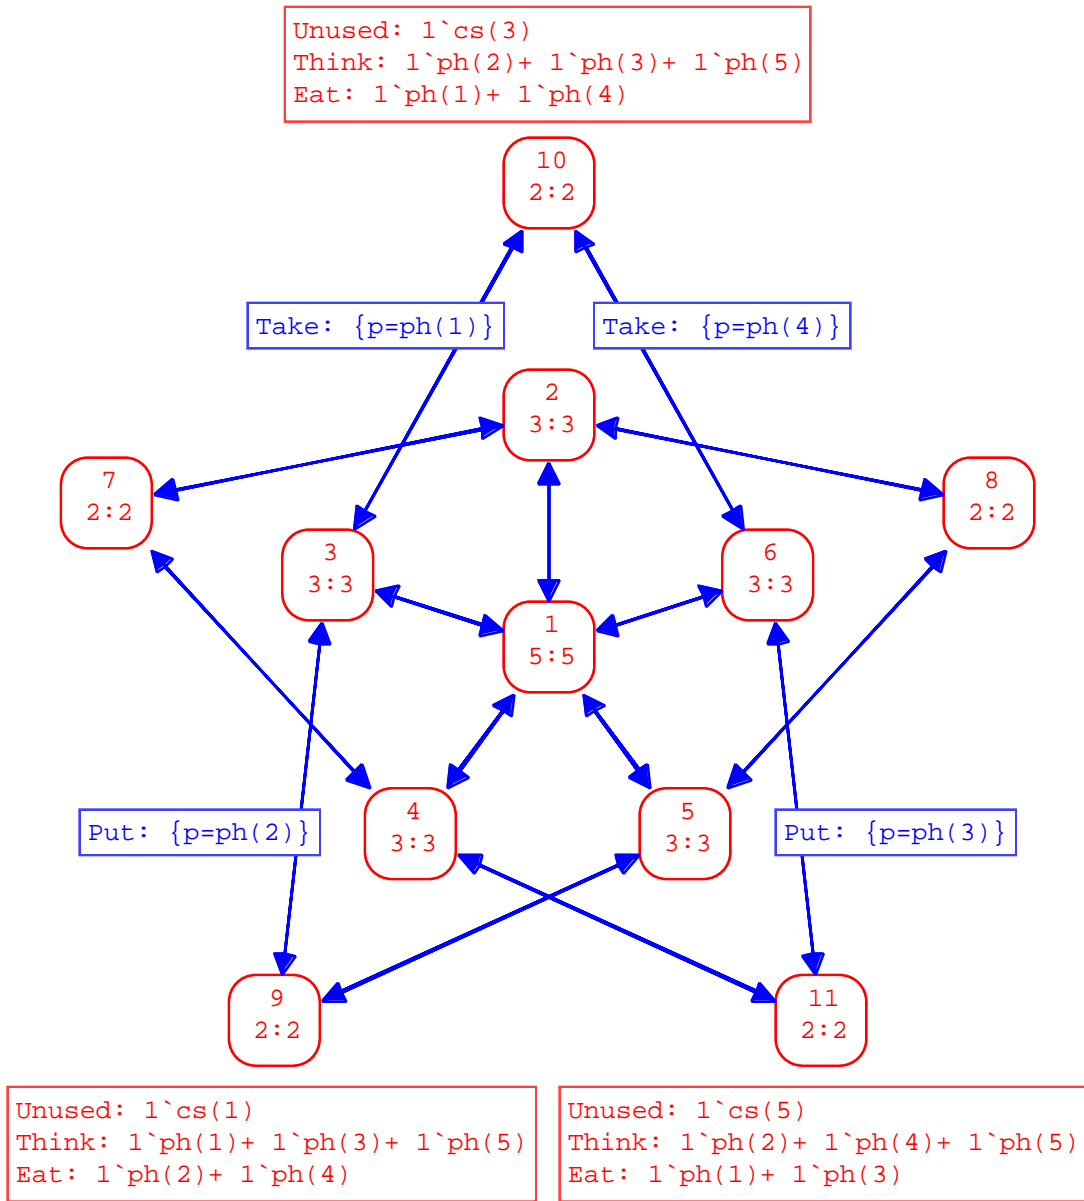 Unused: 1`cs(3)
Think: 1`ph(2)+ 1`ph(3)+ 1`ph(5)
Eat: 1`ph(1)+ 1`ph(4)
10
2:2
Take: {p=ph(1)}
Take: {p=ph(4)}
2
3:3
7
2:2
8
2:2
3
3:3
6
3:3
1
5:5
4
3:3
5
3:3
Put: {p=ph(2)}
Put: {p=ph(3)}
9
2:2
11
2:2
Unused: 1`cs(1)
Think: 1`ph(1)+ 1`ph(3)+ 1`ph(5)
Eat: 1`ph(2)+ 1`ph(4)
Unused: 1`cs(5)
Think: 1`ph(2)+ 1`ph(4)+ 1`ph(5)
Eat: 1`ph(1)+ 1`ph(3)